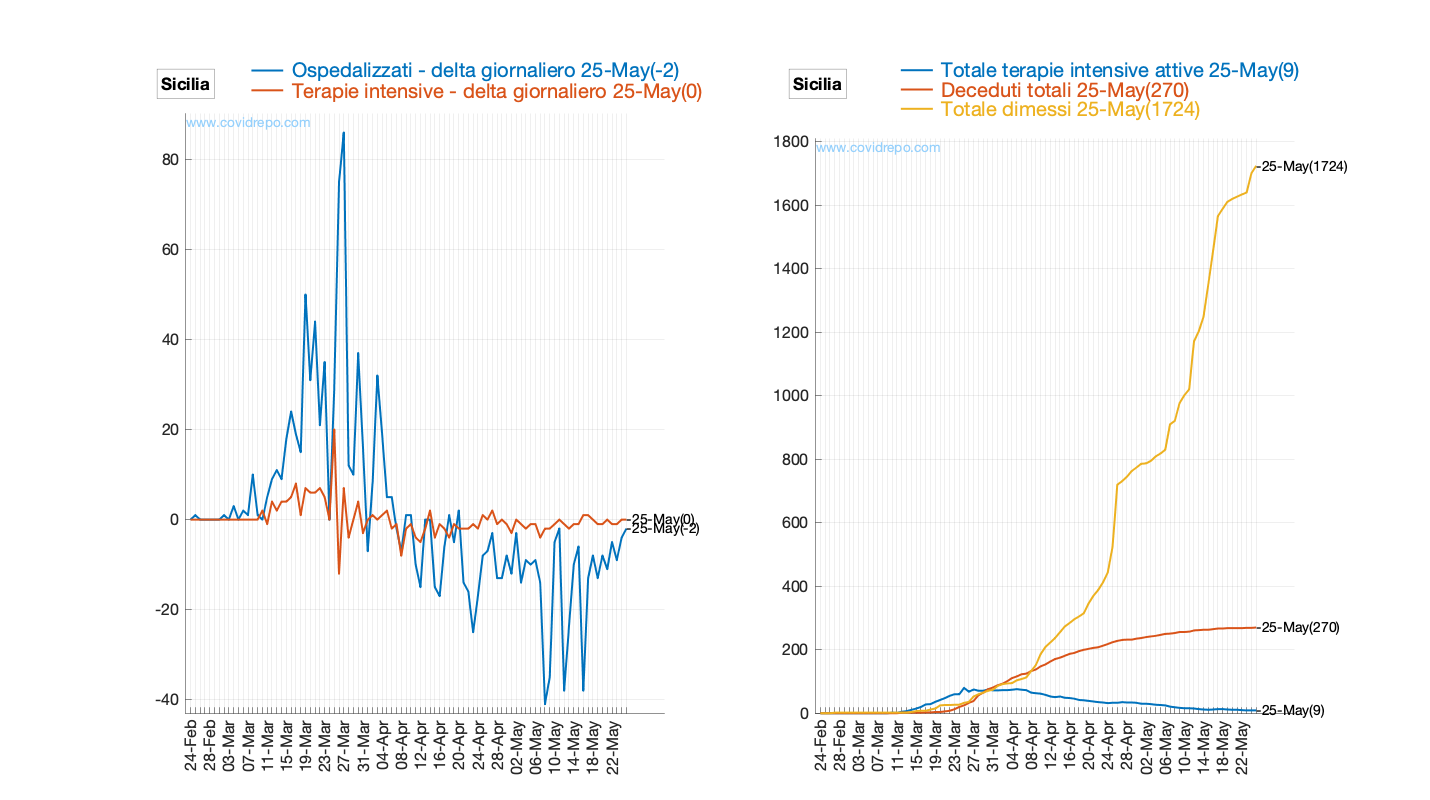 Sicilia
Ospedalizzati - delta giornaliero 25-May(-2)
Terapie intensive - delta giornaliero 25-May(0)
www.covidrepo.com
80
60
40
20
0
-20
-40
25-May(0)
25-May(-2)
24-Feb
28-Feb
03-Mar
07-Mar
11-Mar
15-Mar
19-Mar
23-Mar
27-Mar
31-Mar
04-Apr
08-Apr
12-Apr
16-Apr
20-Apr
24-Apr
28-Apr
02-May
06-May
10-May
14-May
18-May
22-May
Sicilia
Totale terapie intensive attive 25-May(9)
Deceduti totali 25-May(270)
Totale dimessi 25-May(1724)
www.covidrepo.com
1800
1600
1400
1200
1000
800
600
400
200
0
25-May(1724)
25-May(270)
25-May(9)
24-Feb
28-Feb
03-Mar
07-Mar
11-Mar
15-Mar
19-Mar
23-Mar
27-Mar
31-Mar
04-Apr
08-Apr
12-Apr
16-Apr
20-Apr
24-Apr
28-Apr
02-May
06-May
10-May
14-May
18-May
22-May